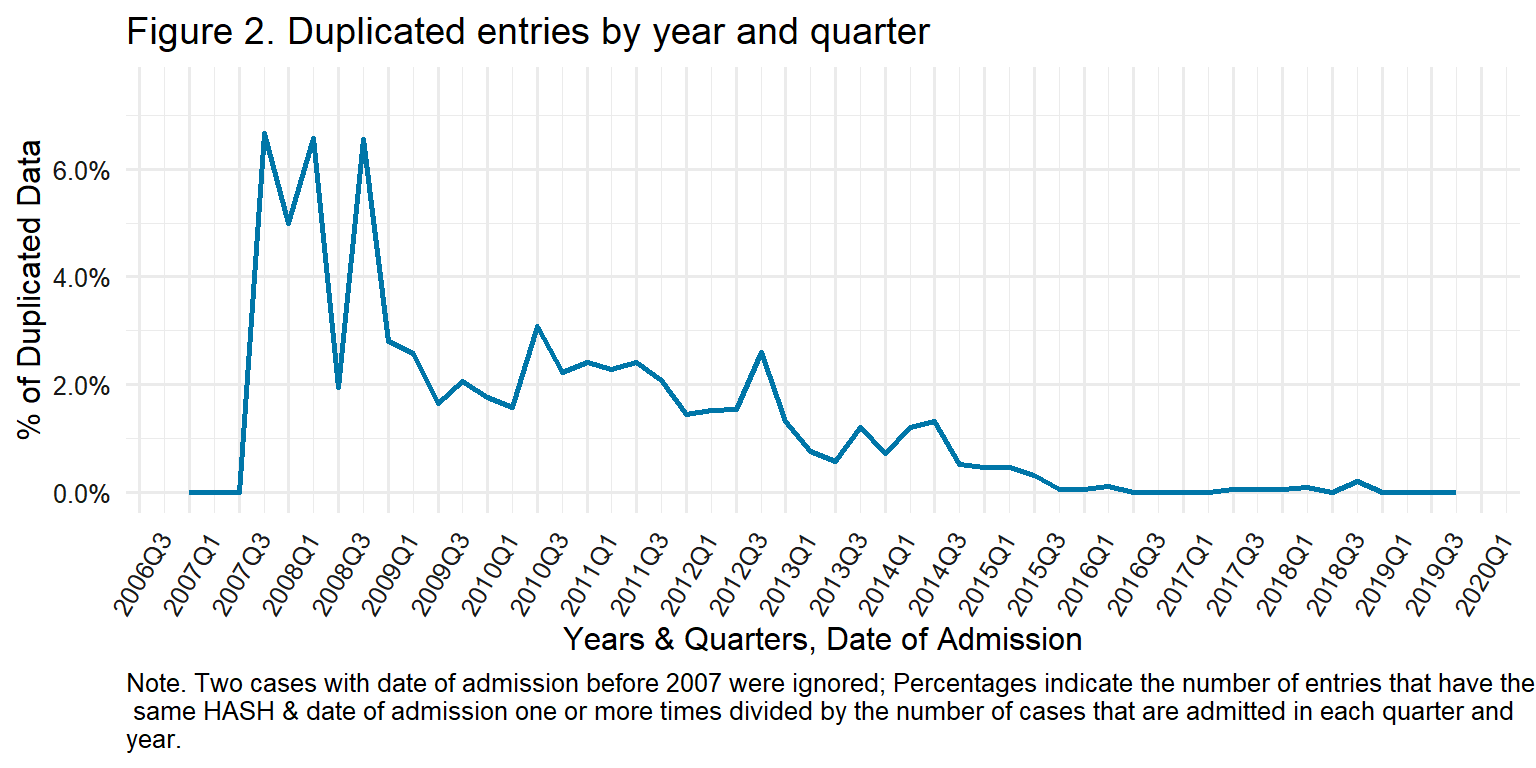 Figure 2. Duplicated entries by year and quarter
% of Duplicated Data
6.0%
4.0%
2.0%
0.0%
2006Q3
2007Q1
2007Q3
2008Q1
2008Q3
2009Q1
2009Q3
2010Q1
2010Q3
2011Q1
2011Q3
2012Q1
2012Q3
2013Q1
2013Q3
2014Q1
2014Q3
2015Q1
2015Q3
2016Q1
2016Q3
2017Q1
2017Q3
2018Q1
2018Q3
2019Q1
2019Q3
2020Q1
Years & Quarters, Date of Admission
Note. Two cases with date of admission before 2007 were ignored; Percentages indicate the number of entries that have the
same HASH & date of admission one or more times divided by the number of cases that are admitted in each quarter and
year.